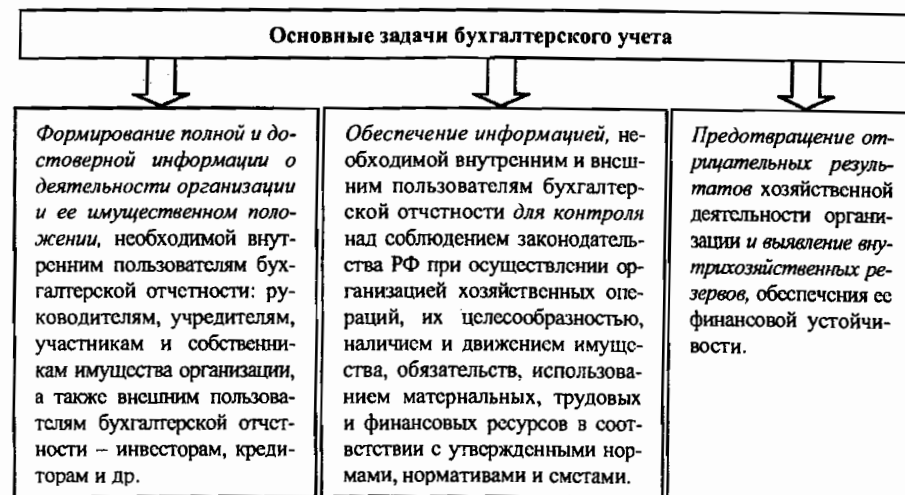 Основные задачи бухгалтерского учета
Формирование полной и до-
стоверной информации о
деятельности организации
и ее имущественном поло-
жении, необходимой внут-
ренним пользователям бух-
галтерской отчетности: ру-
ководителям, учредителям,
участникам и собственни-
кам имущества организации,
а также внешним пользова-
телям бухгалтерской отчет-
ности – инвесторам, креди-
торам и др.
Обеспечение информацией, не-
обходимой внутренним и внеш-
ним пользователям бухгалтер-
ской отчетности для контроля
над соблюдением законодатель-
ства РФ при осуществлении ор-
ганизацией хозяйственных опе-
раций, их целесообразностью,
наличием и движением имуще-
ства, обязательств, использова-
нием материальных, трудовых
и финансовых ресурсов в соот-
ветствии с утвержденными нор-
мами, нормативами и сметами.
Предотвращение от-
рицательных резуль-
татов хозяйственной
деятельности органи-
зации и выявление вну-
трихозяйственных ре-
зервов, обеспечения ее
финансовой устойчи-
вости.